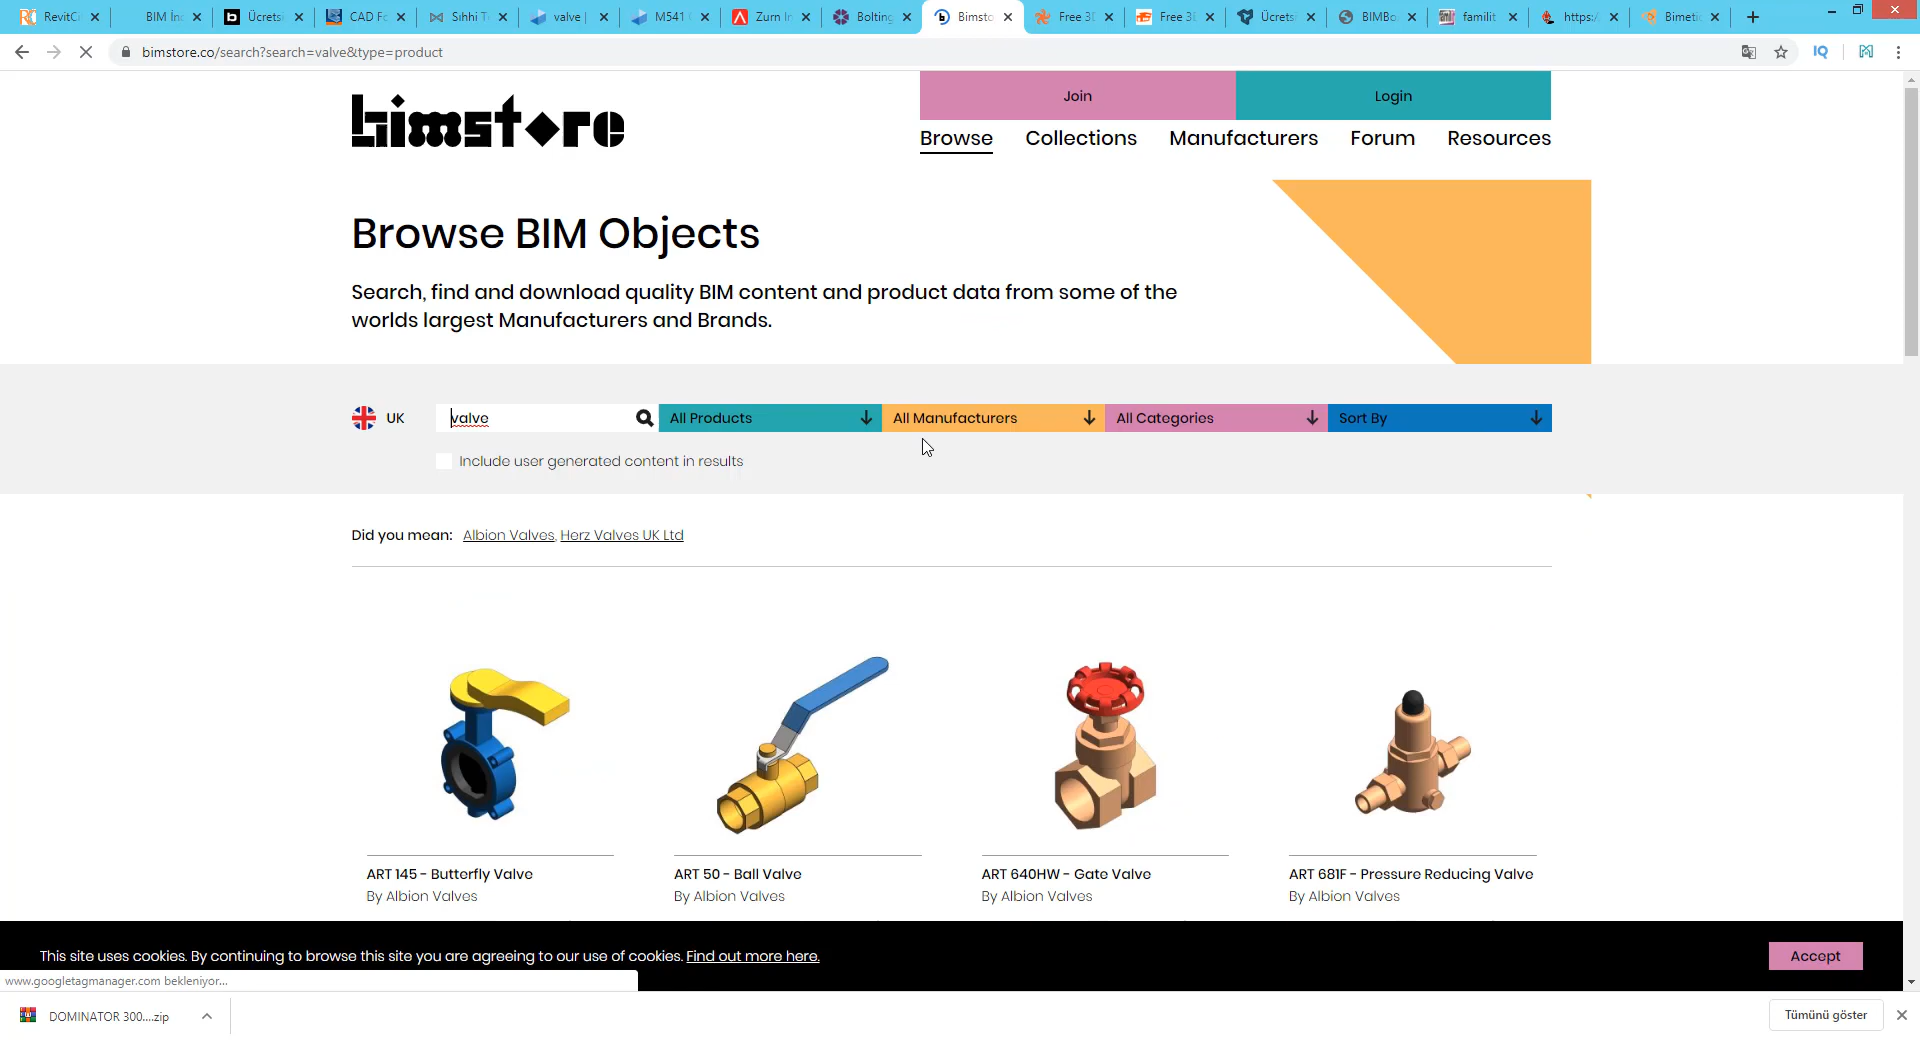 RevitC
BIM İn
Ücrets
CAD Fo
Sıhhi T
valve |
M541 C
Zurn In
Bolting
Bimsto
Free 3D
Free 3D
Ücrets
BIMBo
familit
https:/
Bimetic
bimstore.co/search?search=valve&type=product
IQ
Join
Login
bimstore
Browse
Collections
Manufacturers
Forum
Resources
Browse BIM Objects
Search, find and download quality BIM content and product data from some of the
worlds largest Manufacturers and Brands.
UK
valve
All Products
All Manufacturers
All Categories
Sort By
Include user generated content in results
Did you mean: Albion Valves, Herz Valves UK Ltd
ART 145 - Butterfly Valve
By Albion Valves
ART 50 - Ball Valve
By Albion Valves
ART 640HW - Gate Valve
By Albion Valves
ART 681F - Pressure Reducing Valve
By Albion Valves
This site uses cookies. By continuing to browse this site you are agreeing to our use of cookies. Find out more here.
Accept
www.googletagmanager.com bekleniyor...
DOMINATOR 300....zip
Tümünü göster